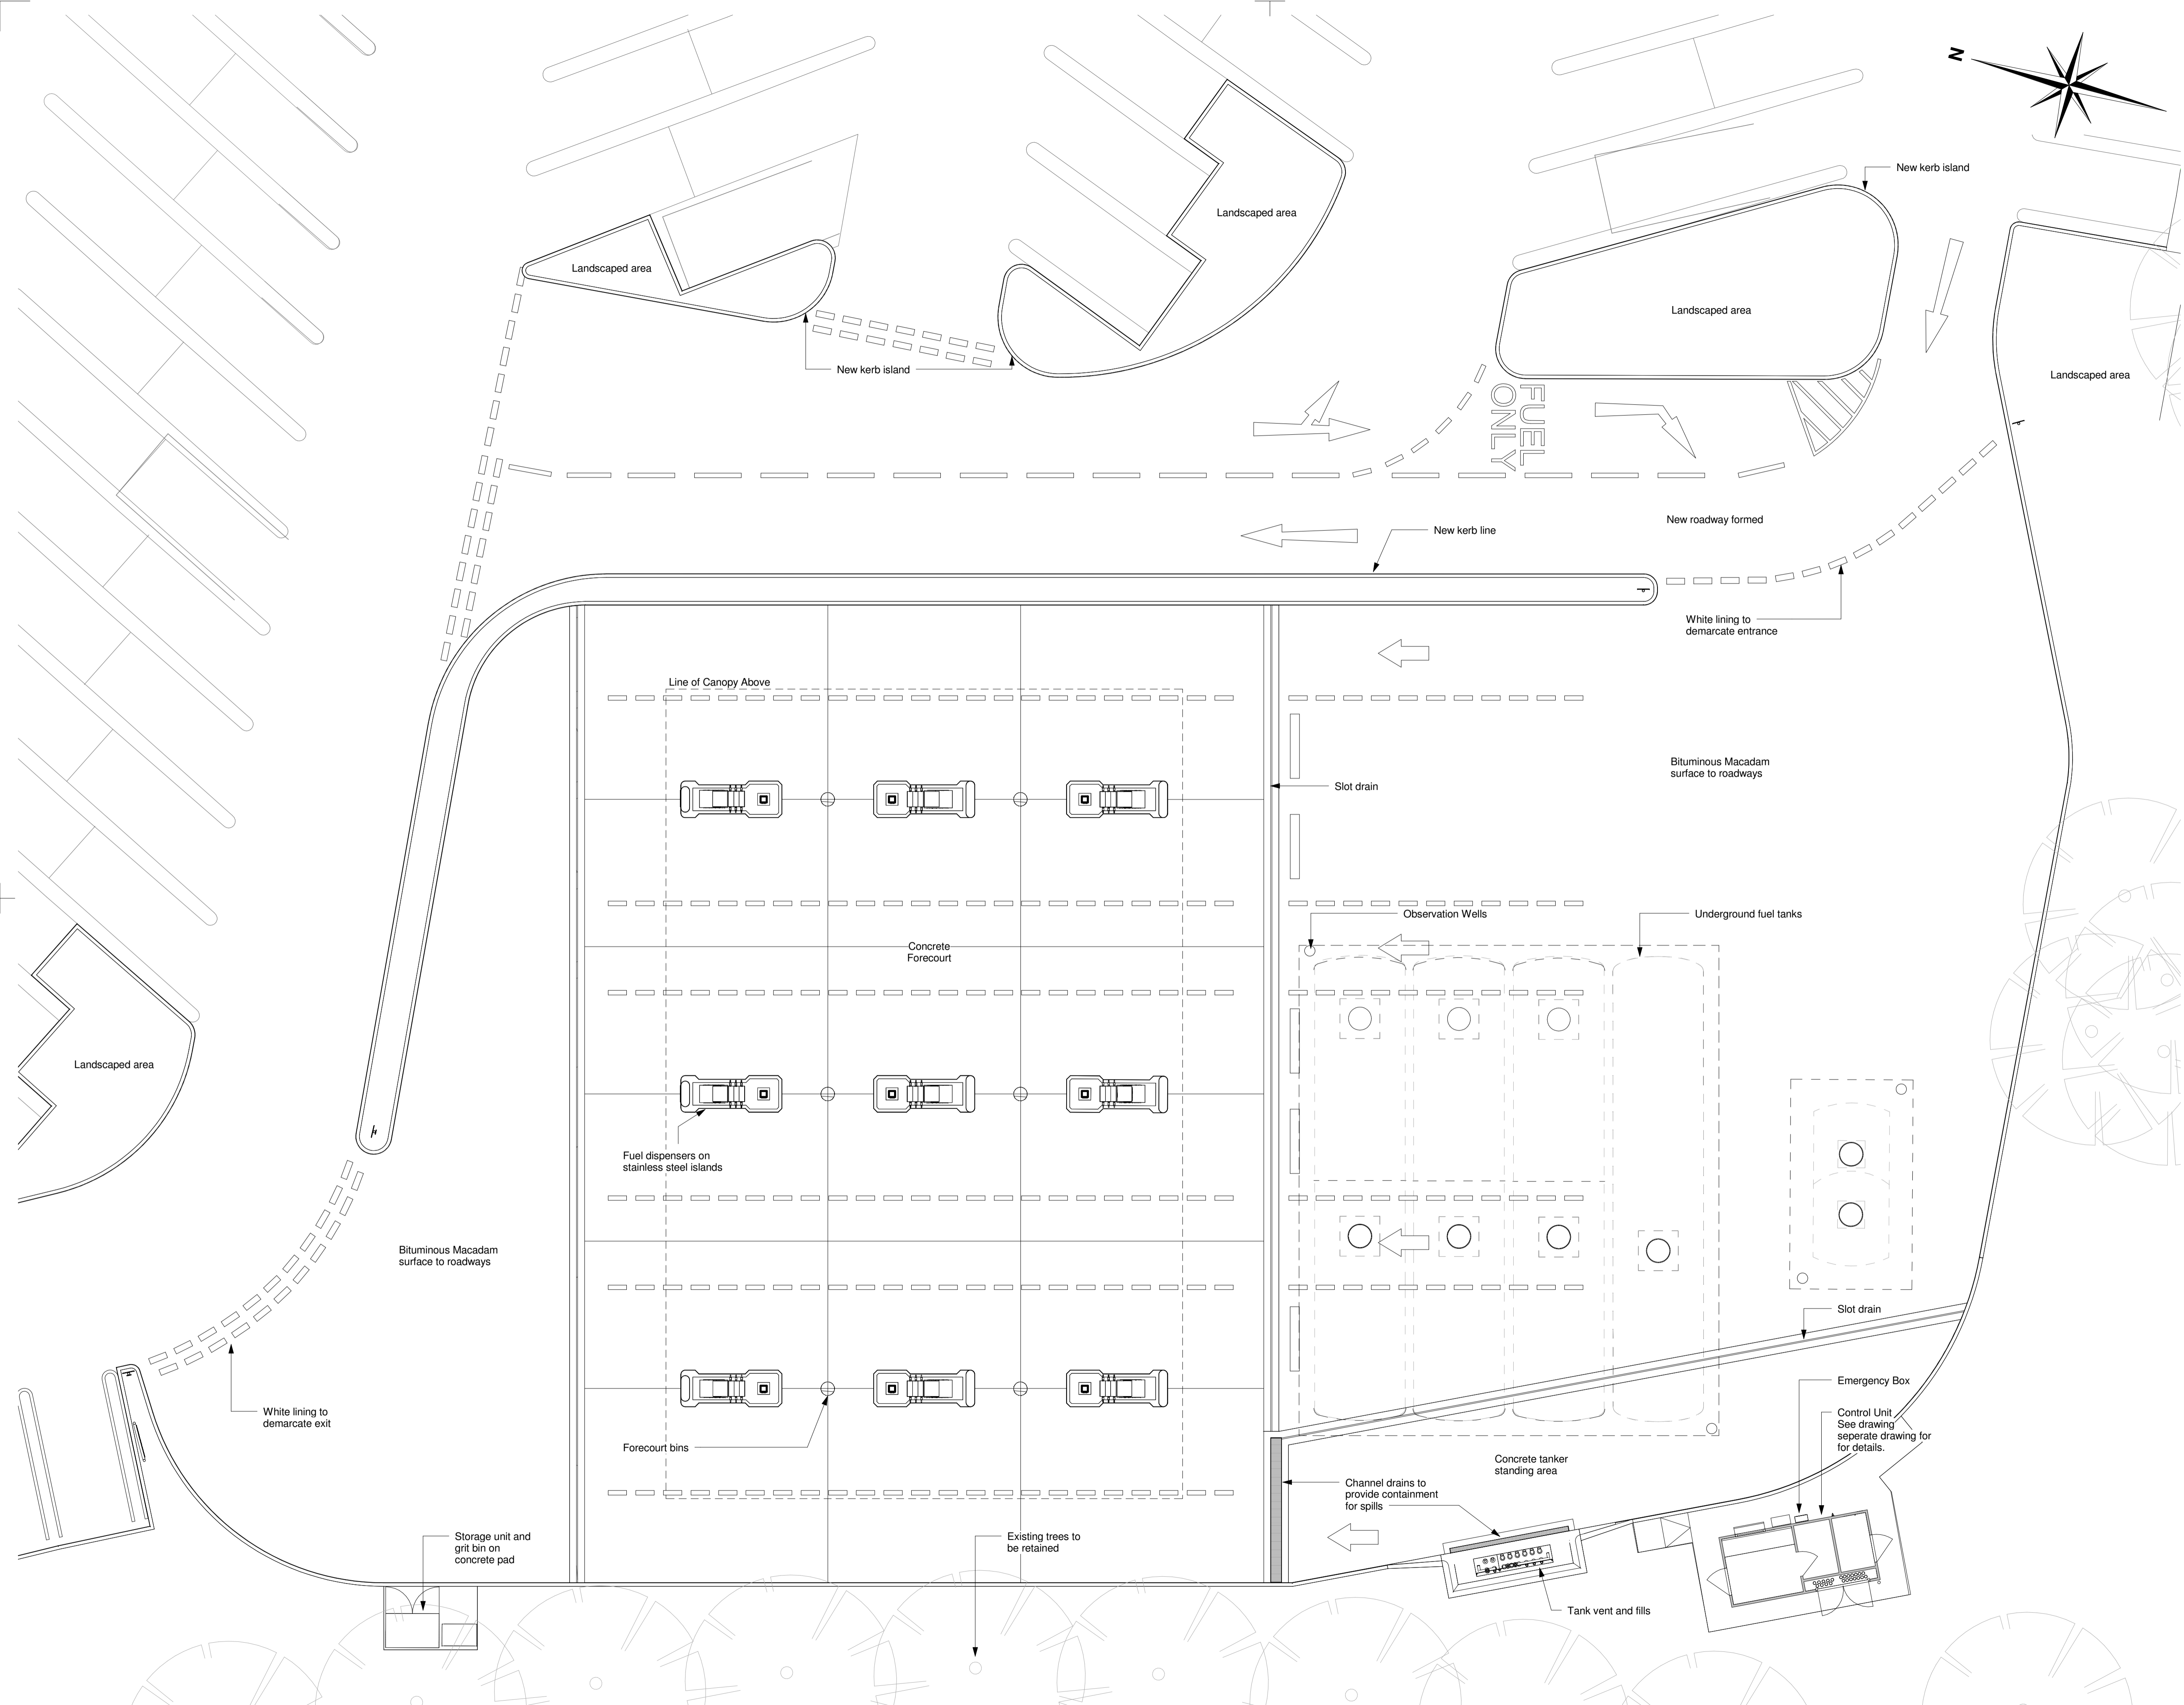 N
New kerb island
Landscaped area
Landscaped area
Landscaped area
New kerb island
Landscaped area
FUEL
ONLY
New roadway formed
New kerb line
White lining to
demarcate entrance
Line of Canopy Above
Bituminous Macadam
surface to roadways
Slot drain
Observation Wells
Underground fuel tanks
Concrete
Forecourt
Landscaped area
Fuel dispensers on
stainless steel islands
Bituminous Macadam
surface to roadways
Slot drain
Emergency Box
White lining to
demarcate exit
Control Unit
See drawing
seperate drawing for
for details.
Forecourt bins
Concrete tanker
standing area
Channel drains to
provide containment
for spills
Storage unit and
grit bin on
concrete pad
Existing trees to
be retained
Tank vent and fills